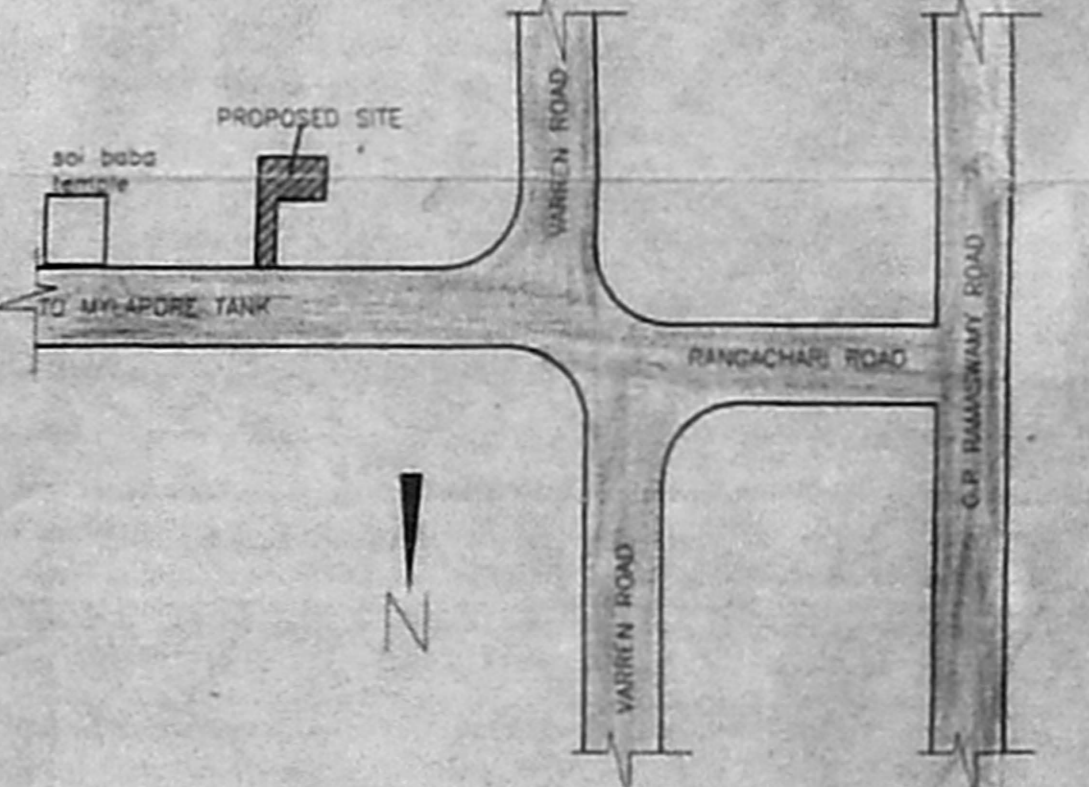 VARREN ROAD
PROPOSED SITE
sai baba
temple
TO MYLAPORE TANK
RANGACHARI ROAD
C.P. RAMASWAMY ROAD
N
VARREN ROAD